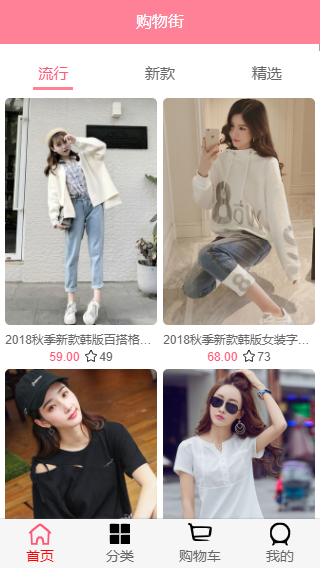 购物街
流行 新款 精选
2018秋季新款韩版百搭格... 2018秋季新款韩版女装字...
59.00 49 68.00 73
首页 分类 购物车 我的